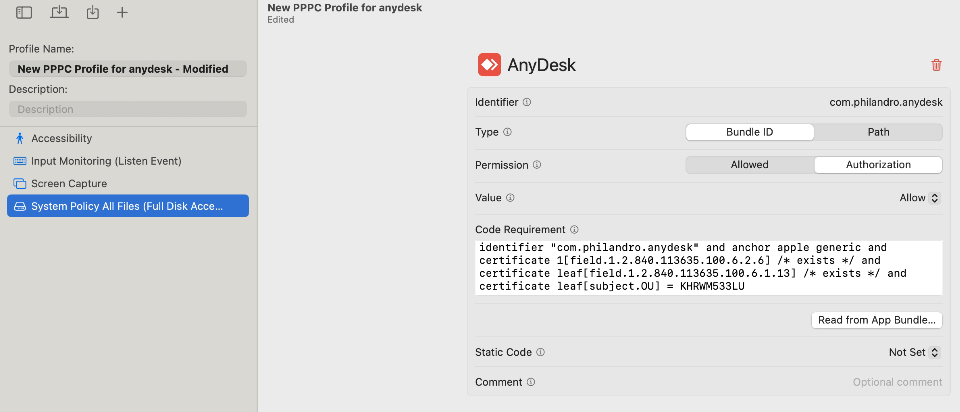 New PPPC Profile for anydesk
Edited
Profile Name:
New PPPC Profile for anydesk - Modified
Description:
Description
Accessibility
Input Monitoring (Listen Event)
Screen Capture
System Policy All Files (Full Disk Acce...
AnyDesk
Identifier
com.philandro.anydesk
Type
Bundle ID
Path
Permission
Allowed
Authorization
Value
Allow
Code Requirement
identifier "com.philandro.anydesk" and anchor apple generic and
certificate 1[field.1.2.840.113635.100.6.2.6] /* exists */ and
certificate leaf[field.1.2.840.113635.100.6.1.13] /* exists */ and
certificate leaf[subject.OU] = KHRWM533LU
Read from App Bundle...
Static Code
Not Set
Comment
Optional comment